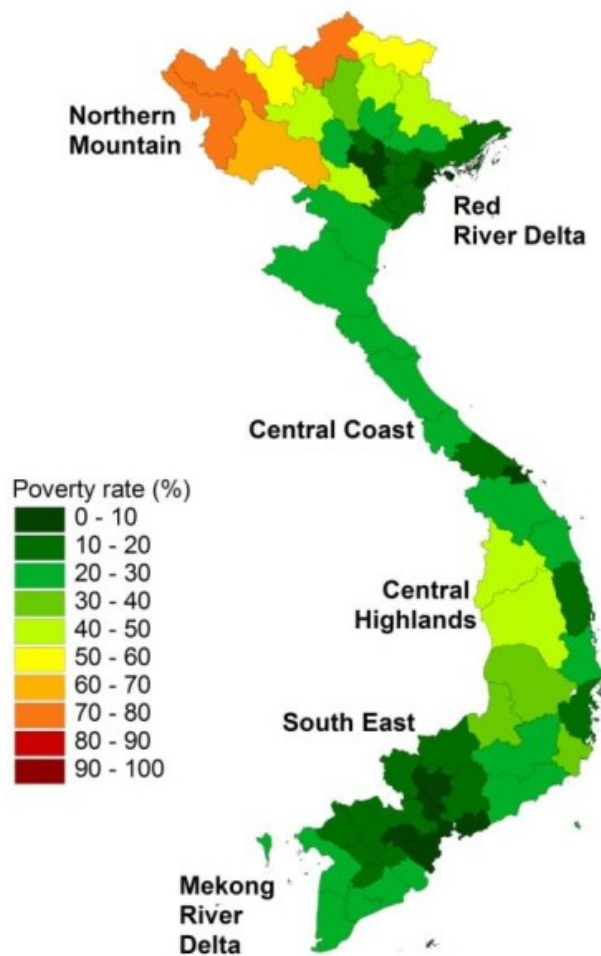 Northern
Mountain
Red
River Delta
Central Coast
Poverty rate (%)
0 - 10
10 - 20
20 - 30
30 - 40
40 - 50
50 - 60
60 - 70
70 - 80
80 - 90
90 - 100
Central
Highlands
South East
Mekong
River
Delta